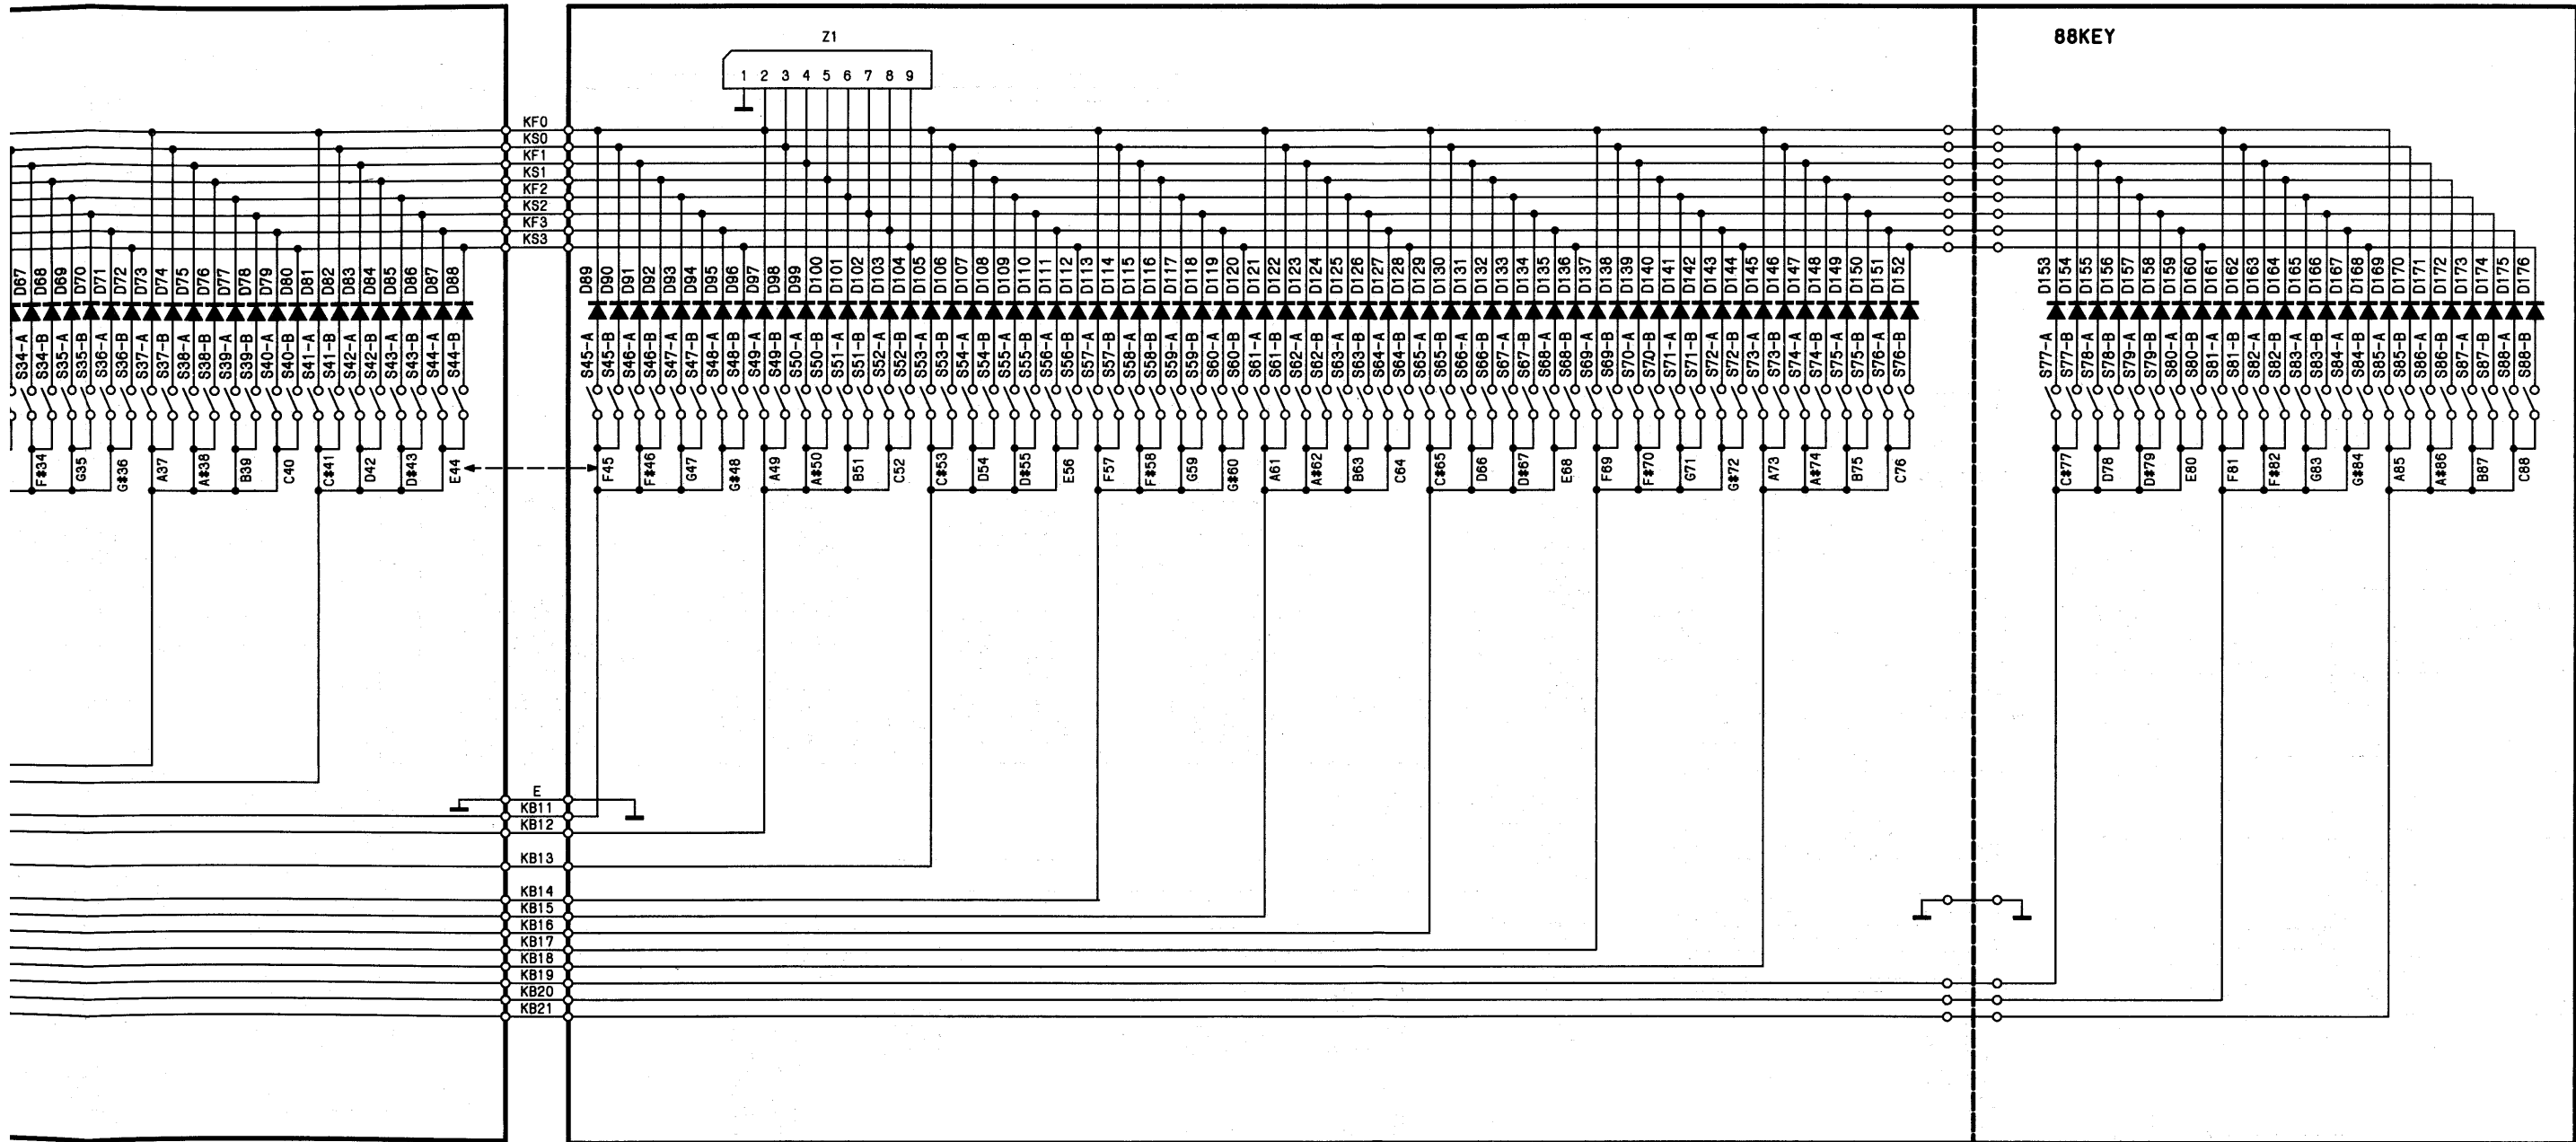 88KEY
Z1
1 2 3 4 5 6 7 8 9
KF0
KS0
KF1
KS1
KF2
KS2
KF3
KS3
D67 D68 D69 D70 D71 D72 D73 D74 D75 D76 D77 D78 D79 D80 D81 D82 D83 D84 D85 D86 D87 D88
D89 D90 D91 D92 D93 D94 D95 D96 D97 D98 D99 D100 D101 D102 D103 D104 D105 D106 D107 D108 D109 D110 D111 D112 D113 D114 D115 D116 D117 D118 D119 D120 D121 D122 D123 D124 D125 D126 D127 D128 D129 D130 D131 D132 D133 D134 D135 D136 D137 D138 D139 D140 D141 D142 D143 D144 D145 D146 D147 D148 D149 D150 D151 D152
D153 D154 D155 D156 D157 D158 D159 D160 D161 D162 D163 D164 D165 D166 D167 D168 D169 D170 D171 D172 D173 D174 D175 D176
S34-A S34-B S35-A S35-B S36-A S36-B S37-A S37-B S38-A S38-B S39-A S39-B S40-A S40-B S41-A S41-B S42-A S42-B S43-A S43-B S44-A S44-B
S45-A S45-B S46-A S46-B S47-A S47-B S48-A S48-B S49-A S49-B S50-A S50-B S51-A S51-B S52-A S52-B S53-A S53-B S54-A S54-B S55-A S55-B S56-A S56-B S57-A S57-B S58-A S58-B S59-A S59-B S60-A S60-B S61-A S61-B S62-A S62-B S63-A S63-B S64-A S64-B S65-A S65-B S66-A S66-B S67-A S67-B S68-A S68-B S69-A S69-B S70-A S70-B S71-A S71-B S72-A S72-B S73-A S73-B S74-A S74-B S75-A S75-B S76-A S76-B
S77-A S77-B S78-A S78-B S79-A S79-B S80-A S80-B S81-A S81-B S82-A S82-B S83-A S83-B S84-A S84-B S85-A S85-B S86-A S86-B S87-A S87-B S88-A S88-B
F#34 G35 G#36 A37 A#38 B39 C40 C#41 D42 D#43 E44
F45 F#46 G47 G#48 A49 A#50 B51 C52 C#53 D54 D#55 E56 F57 F#58 G59 G#60 A61 A#62 B63 C64 C#65 D66 D#67 E68 F69 F#70 G71 G#72 A73 A#74 B75 C76
C#77 D78 D#79 E80 F81 F#82 G83 G#84 A85 A#86 B87 C88
E
KB11
KB12
KB13
KB14
KB15
KB16
KB17
KB18
KB19
KB20
KB21